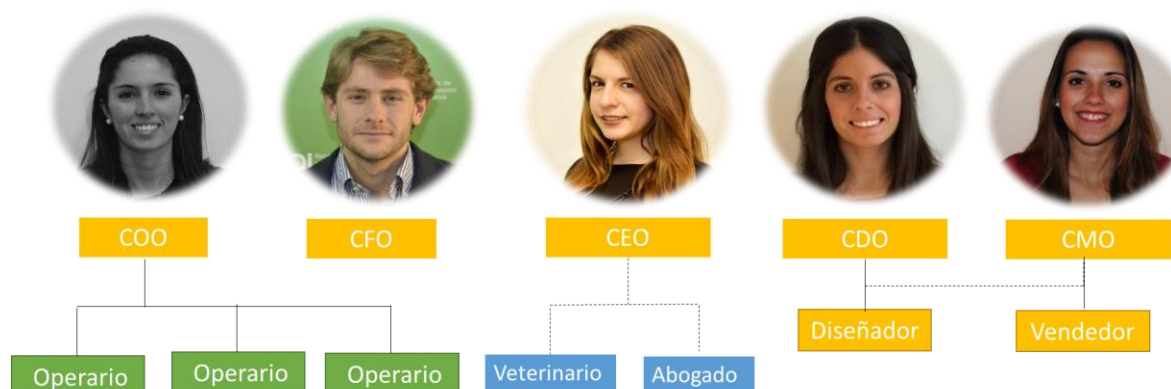 COO
CFO
CEO
CDO
CMO
Diseñador
Vendedor
Operario
Operario
Operario
Veterinario
Abogado